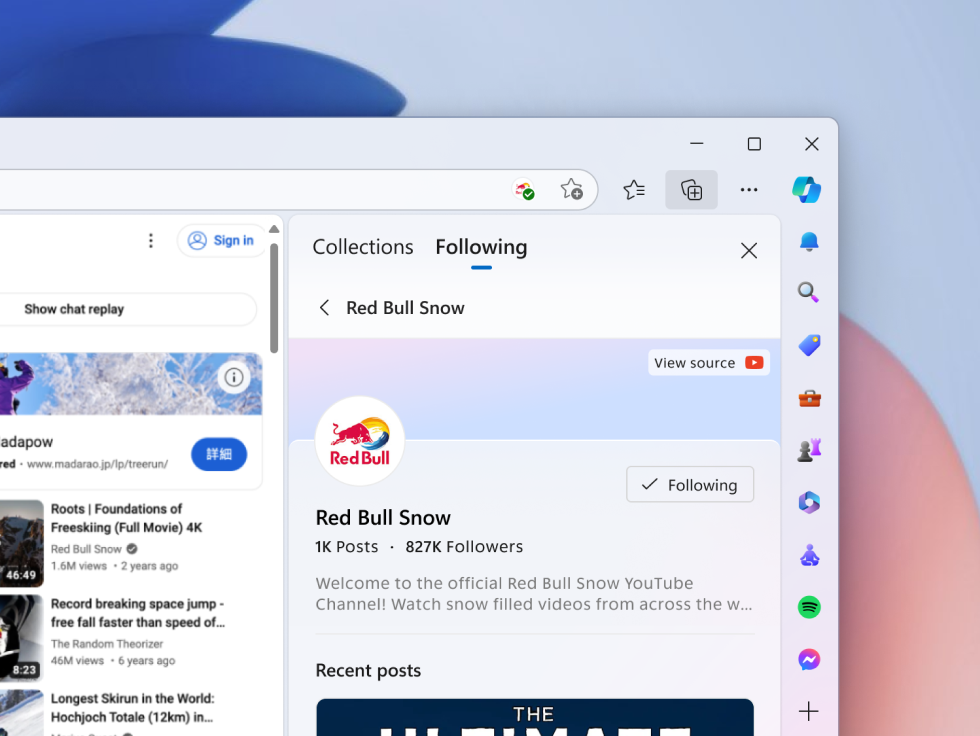 Sign in
Show chat replay
adapow
red · www.madarao.jp/lp/treerun/
詳細
Roots | Foundations of
Freeskiing (Full Movie) 4K
Red Bull Snow
1.6M views · 2 years ago
46:49
Record breaking space jump -
free fall faster than speed of...
The Random Theorizer
46M views · 6 years ago
8:23
Longest Skirun in the World:
Hochjoch Totale (12km) in...
Collections Following
Red Bull Snow
View source
Red Bull
Following
Red Bull Snow
1K Posts · 827K Followers
Welcome to the official Red Bull Snow YouTube
Channel! Watch snow filled videos from across the w...
Recent posts
THE
ULTIMATE